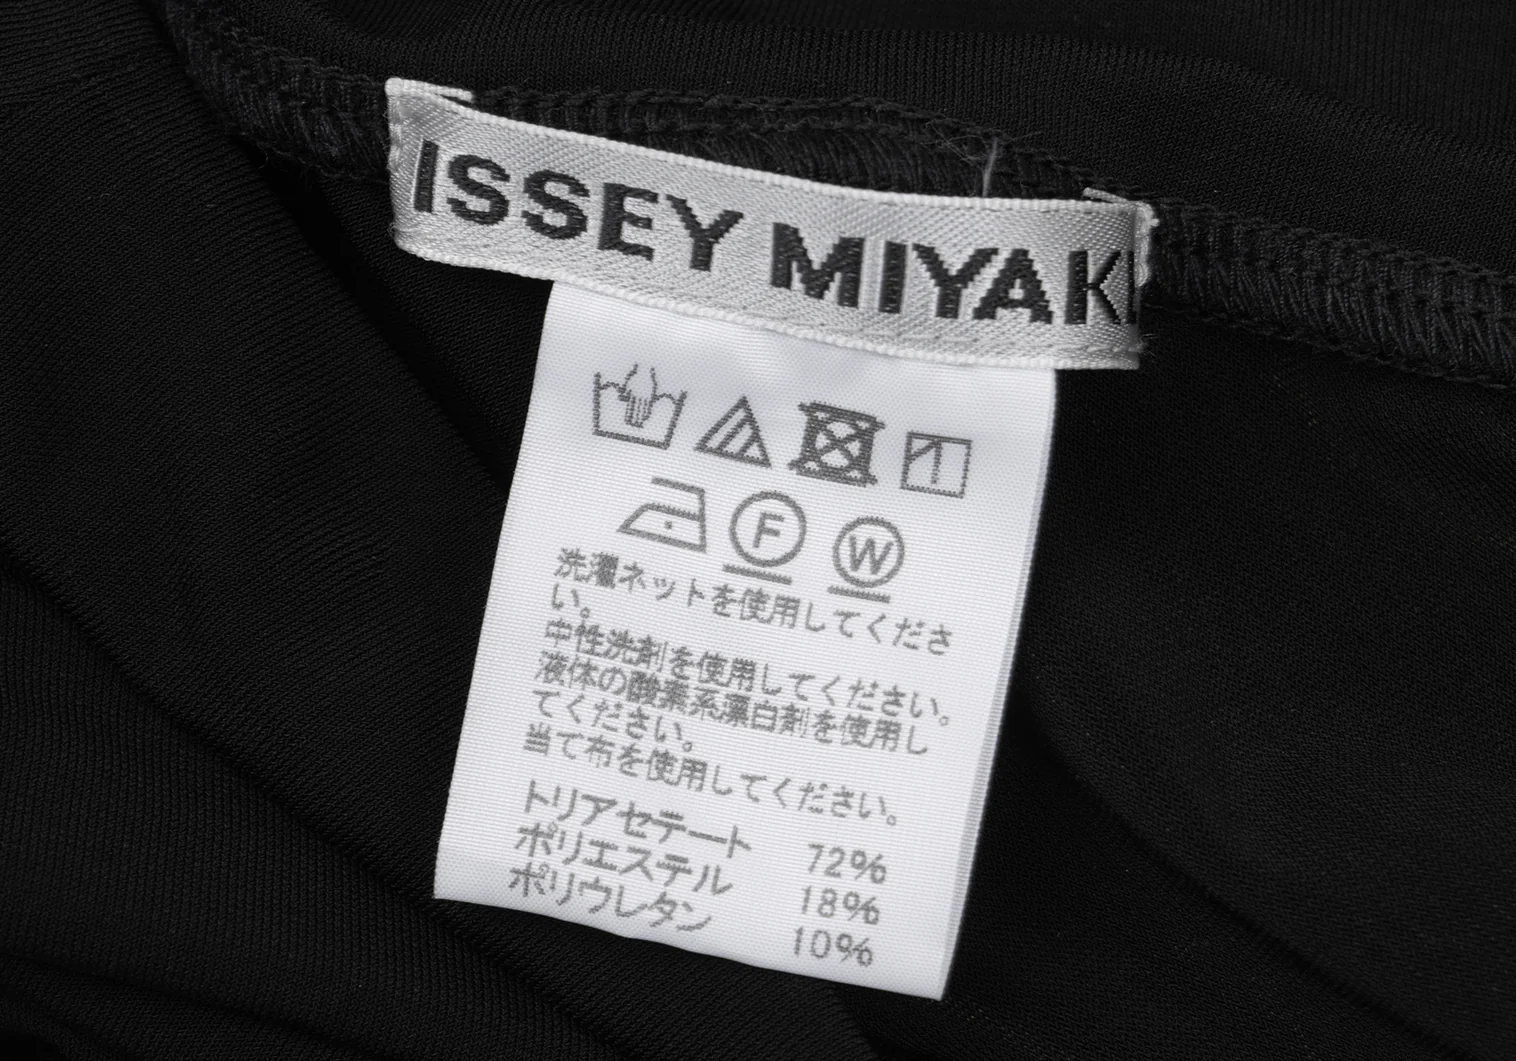 ISSEY MIYAKE
F
W
洗濯ネットを使用してくださ
い。
中性洗剤を使用してください。
液体の酸素系漂白剤を使用し
てください。
当て布を使用してください。
トリアセテート 72%
ポリエステル 18%
ポリウレタン 10%